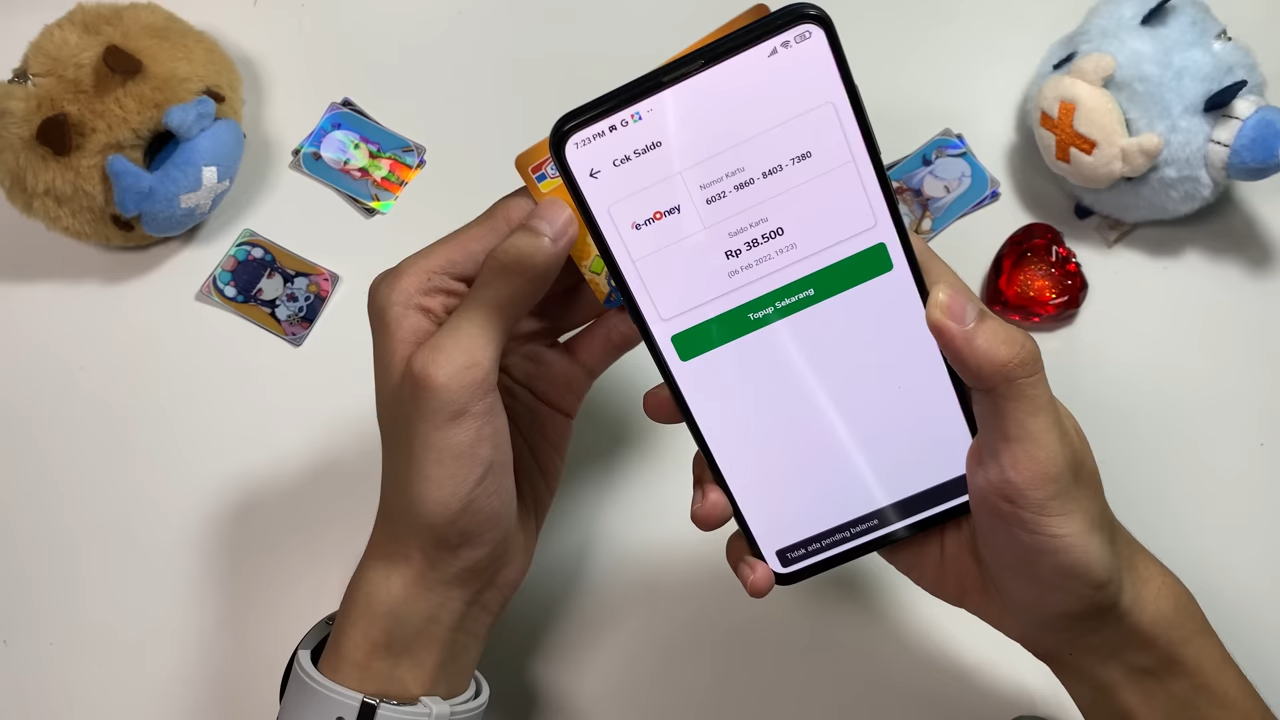 7:23 PM
Cek Saldo
e-money
Nomor Kartu
6032 - 9860 - 8403 - 7380
Saldo Kartu
Rp 38.500
(06 Feb 2022, 19:23)
Topup Sekarang
Tidak ada pending balance